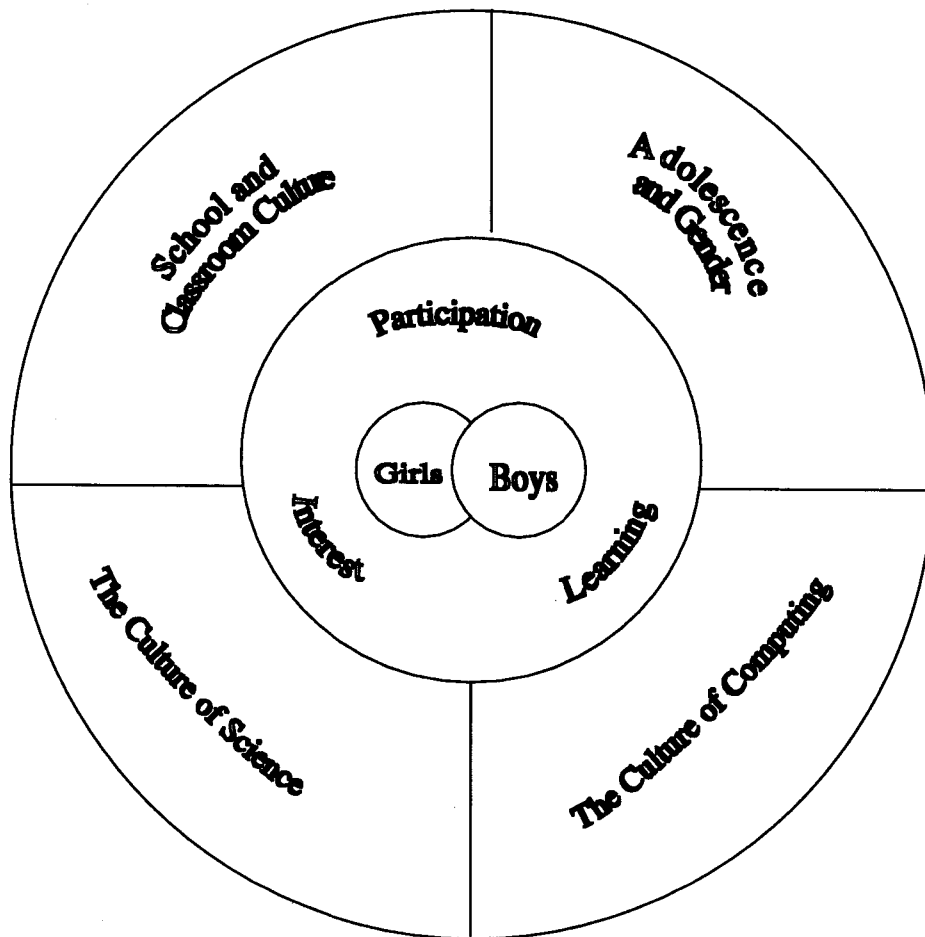 School and
Classroom Culture
Adolescence
and Gender
Participation
Girls
Boys
Interest
Learning
The Culture of Science
The Culture of Computing